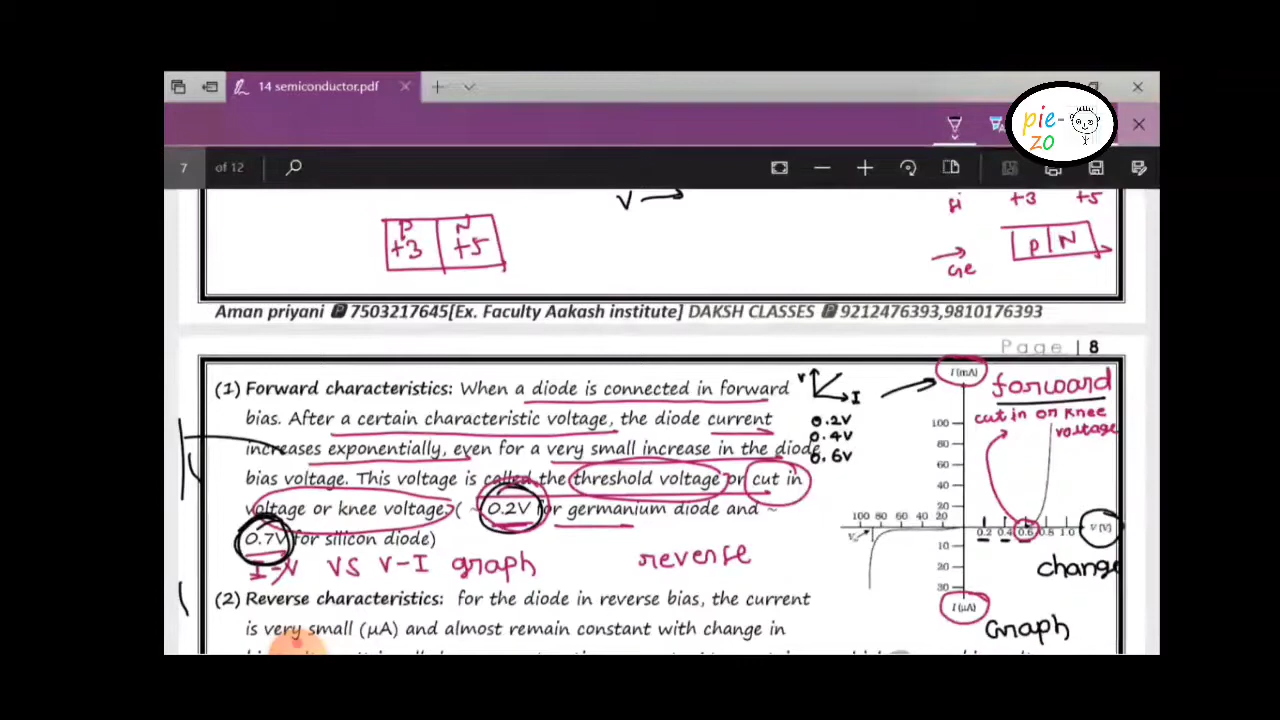 14 semiconductor.pdf
pie-
zo
7 of 12
V
si +3 +5
P N
+3 +5
P N
Ge
Aman priyani 7503217645[Ex. Faculty Aakash institute] DAKSH CLASSES 9212476393,9810176393
Page | 8
(1) Forward characteristics: When a diode is connected in forward
bias. After a certain characteristic voltage, the diode current
increases exponentially, even for a very small increase in the diode
bias voltage. This voltage is called the threshold voltage or cut in
voltage or knee voltage.( ~ 0.2V for germanium diode and ~
0.7V for silicon diode)
I-V VS V-I graph
reverse
(2) Reverse characteristics: for the diode in reverse bias, the current
is very small (μA) and almost remain constant with change in
V
I
0.2V
0.4V
0.6V
I (mA)
forward
cut in or knee
voltage
100
80
60
40
20
100 80 60 40 20
0.2 0.4 0.6 0.8 1.0 V (V)
10
20
30
I (μA)
change
Graph